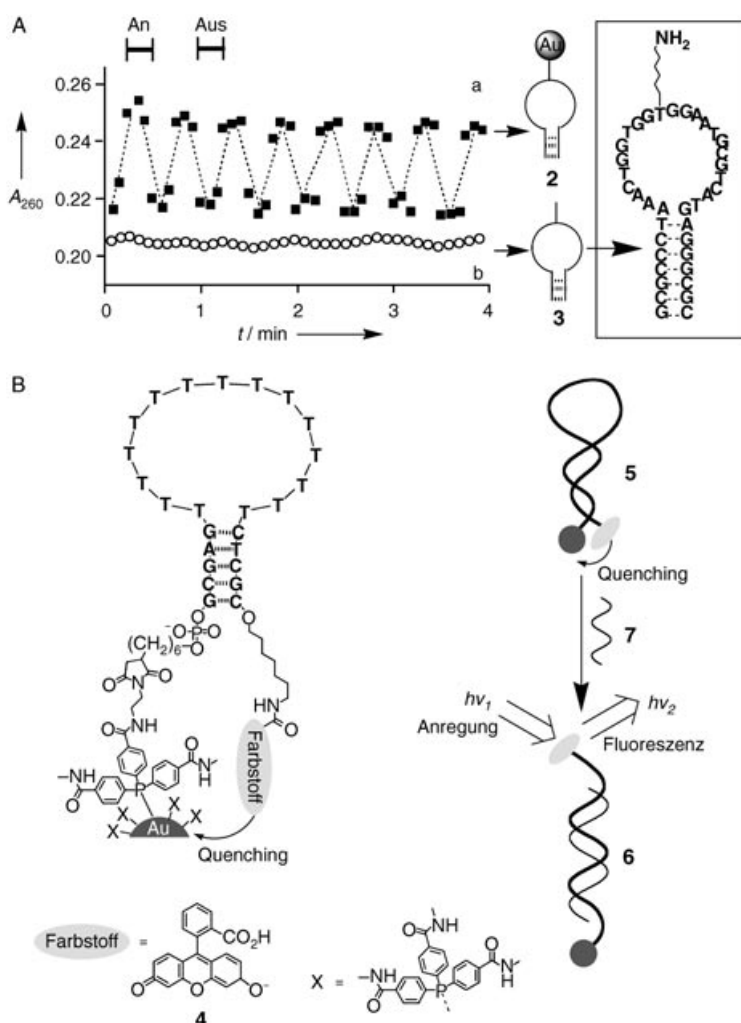 A
An
Aus
0.26
0.24
0.22
0.20
A260
a
b
0
1
2
3
4
t / min
Au
2
3
NH2
AAACTGGTGGTGGAATGCGTCATG
T A
C G
C G
C G
G C
C G
G C
B
T T T T T T T T T T T T T T T T T
G C
A T
G C
C G
G C
O O
⁻O–P=O
O
(CH2)6
O N O
NH
HN O
O
NH
O
P
HN
O
X X X X
Au
Farbstoff
Quenching
5
Quenching
7
hν1
Anregung
hν2
Fluoreszenz
6
Farbstoff =
CO2H
O O O⁻
4
X =
O NH
NH
O
P
HN
O